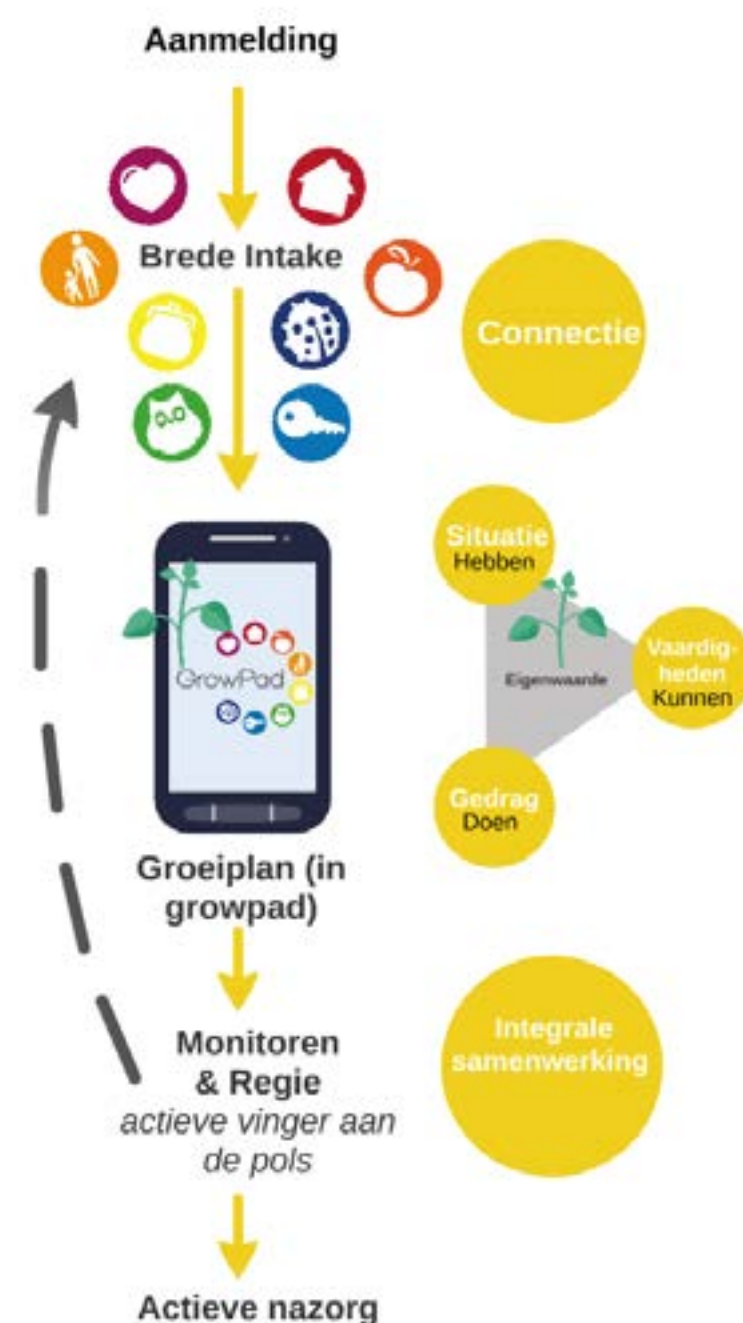 Aanmelding
Brede Intake
Connectie
GrowPad
Situatie
Hebben
Vaardig-
heden
Kunnen
Eigenwaarde
Gedrag
Doen
Groeiplan (in
growpad)
Monitoren
& Regie
actieve vinger aan
de pols
Integrale
samenwerking
Actieve nazorg